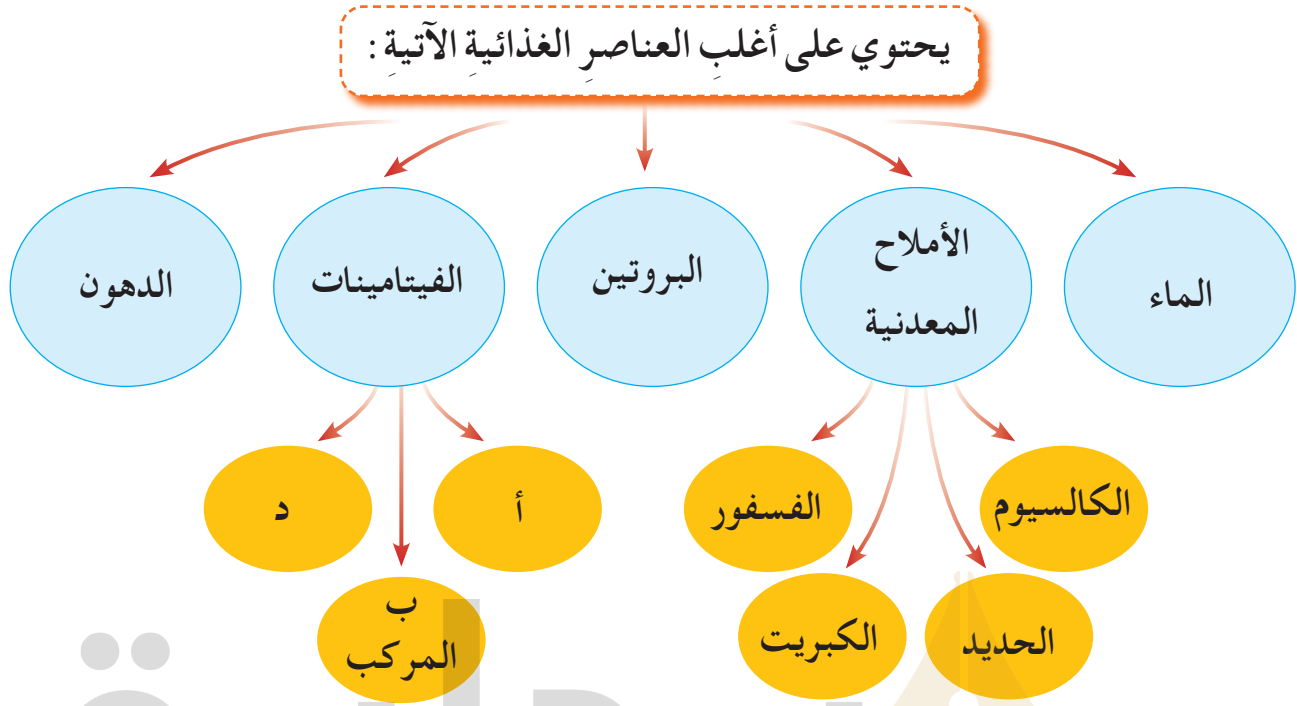 يحتوي على أغلبِ العناصرِ الغذائيةِ الآتيةِ :
الماء
الأملاح
المعدنية
البروتين
الفيتامينات
الدهون
الكالسيوم
الحديد
الكبريت
الفسفور
أ
ب
المركب
د